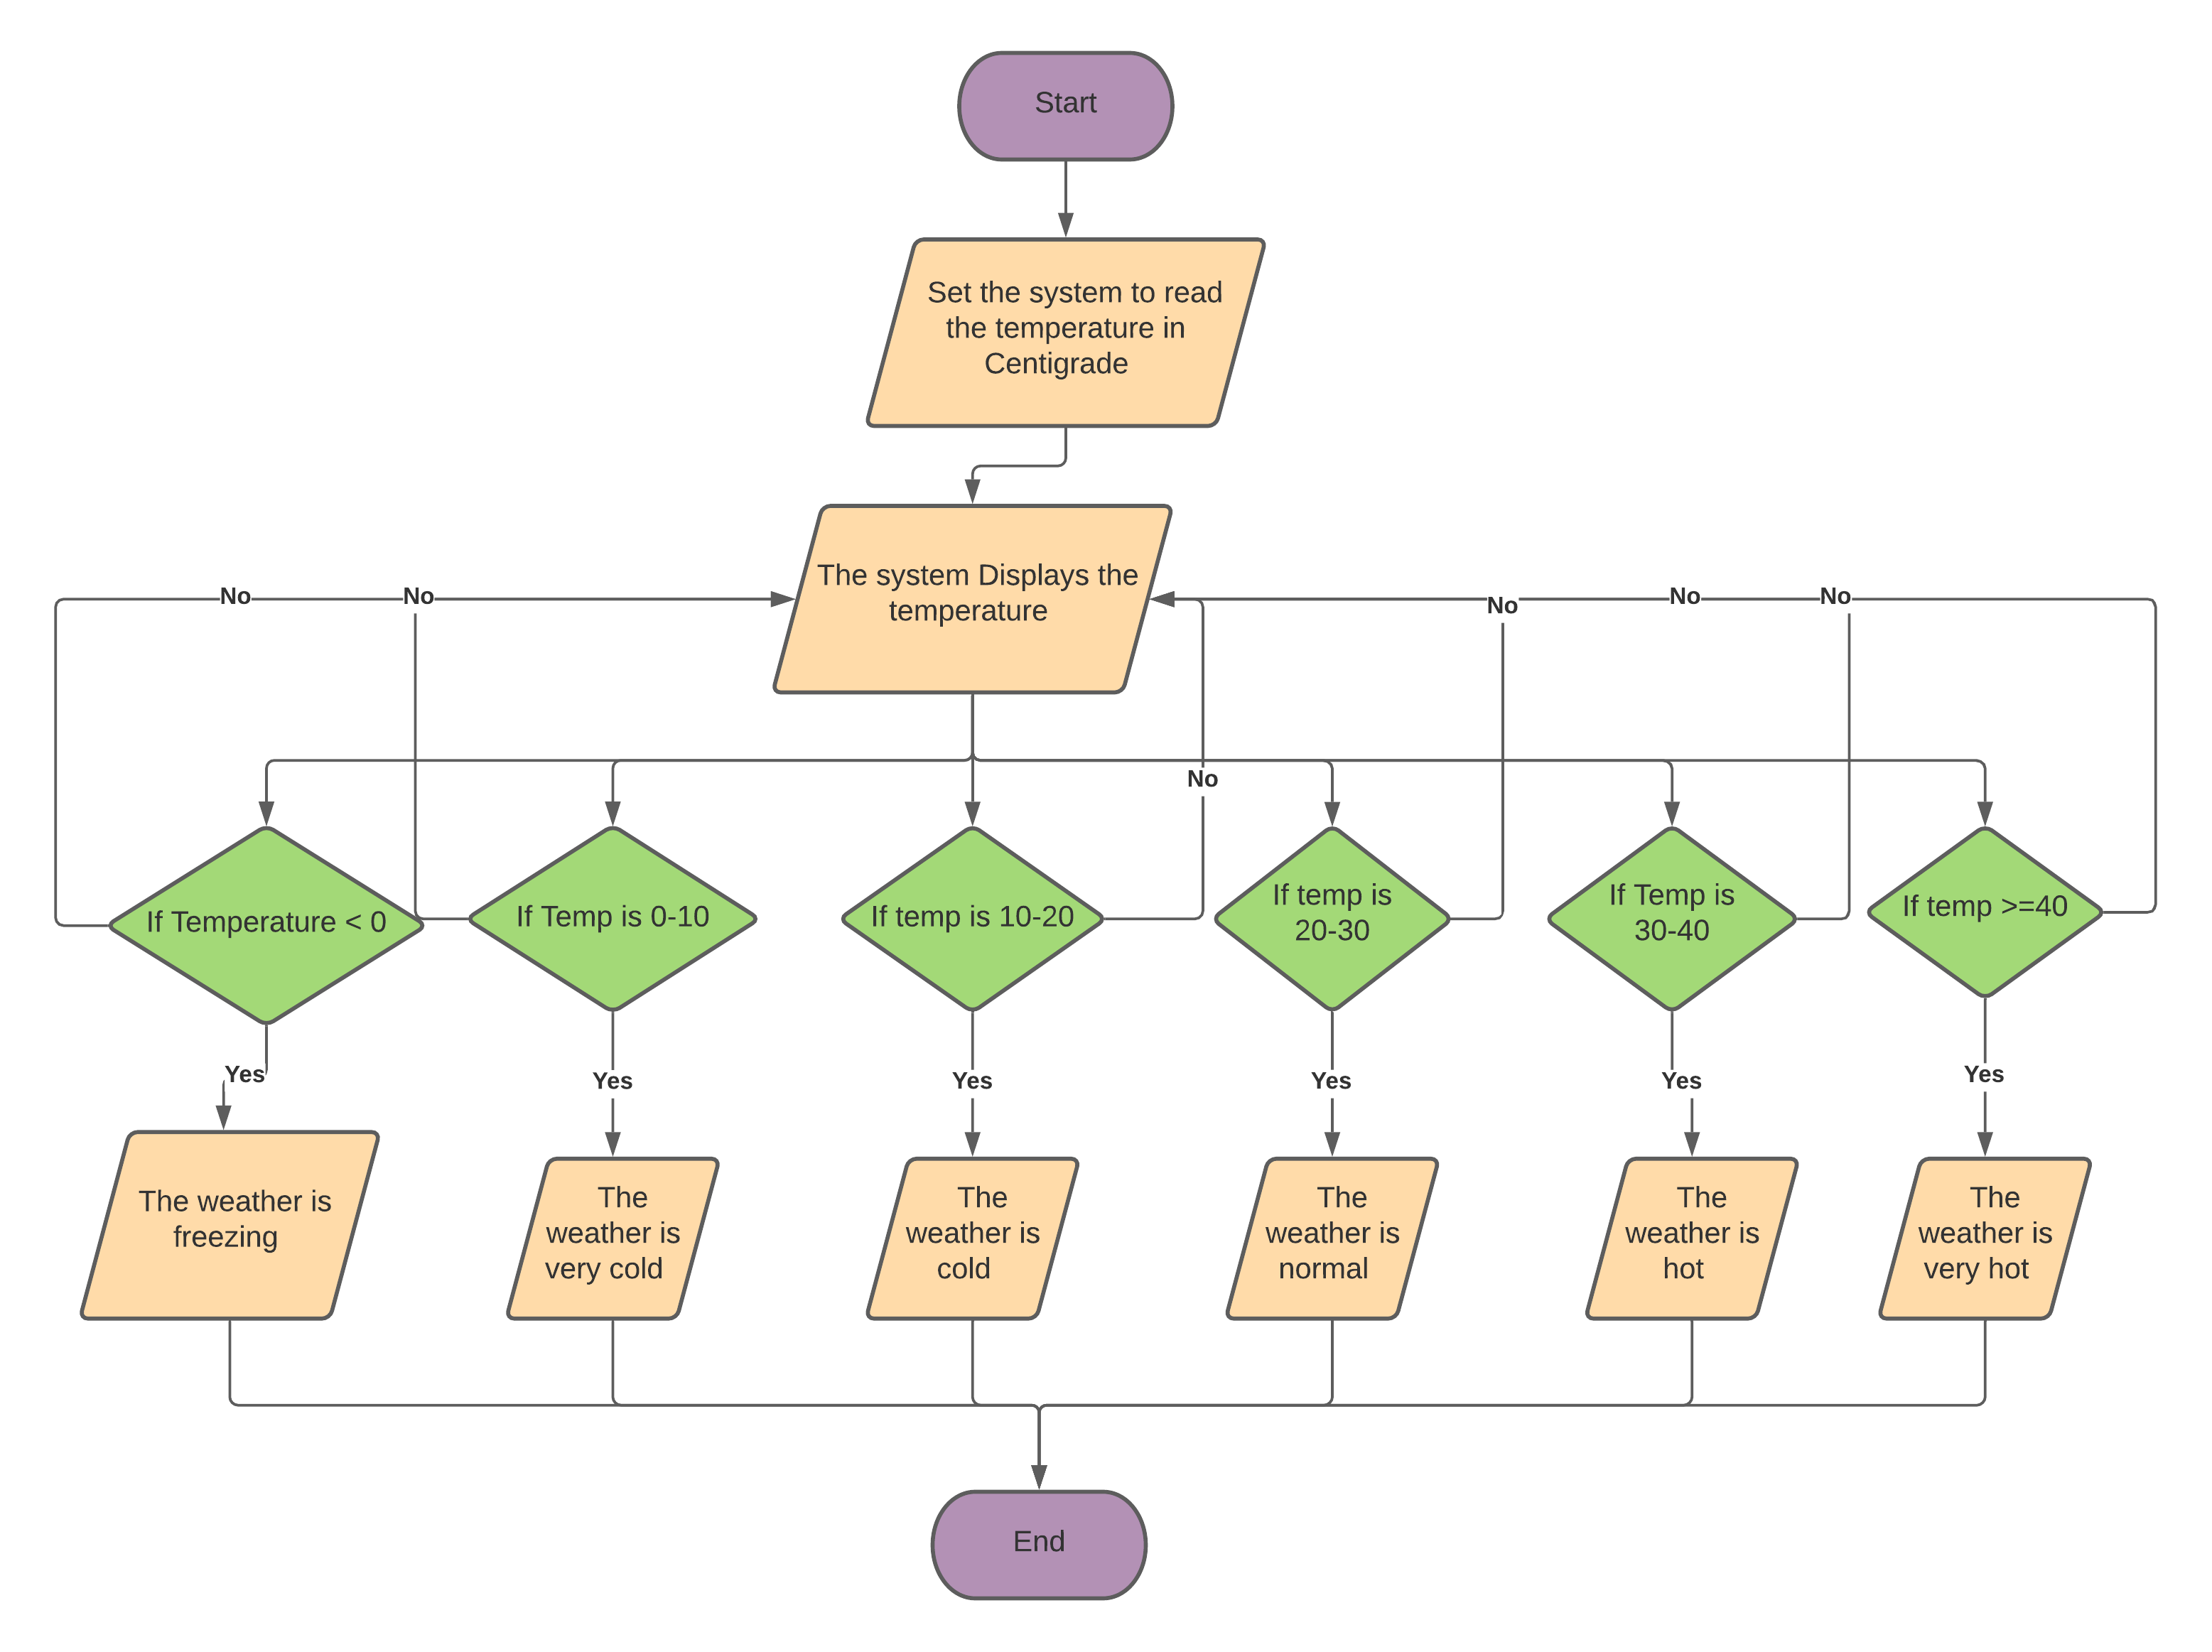 Start
Set the system to read
the temperature in
Centigrade
The system Displays the
temperature
No
No
No
No
No
No
If Temperature < 0
If Temp is 0-10
If temp is 10-20
If temp is
20-30
If Temp is
30-40
If temp >=40
Yes
Yes
Yes
Yes
Yes
Yes
The weather is
freezing
The
weather is
very cold
The
weather is
cold
The
weather is
normal
The
weather is
hot
The
weather is
very hot
End